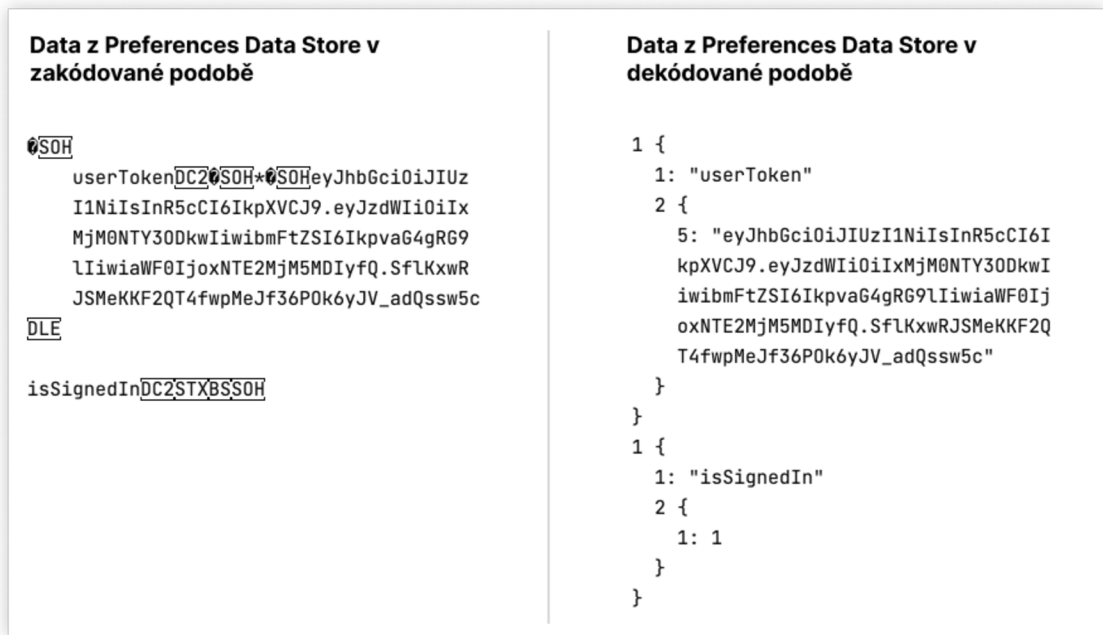 Data z Preferences Data Store v
zakódované podobě
�SOH
userTokenDC2�SOH*�SOHeyJhbGciOiJIUz
I1NiIsInR5cCI6IkpXVCJ9.eyJzdWIiOiIx
MjM0NTY3ODkwIiwibmFtZSI6IkpvaG4gRG9
lIiwiaWF0IjoxNTE2MjM5MDIyfQ.SflKxwR
JSMeKKF2QT4fwpMeJf36POk6yJV_adQssw5c
DLE
isSignedInDC2STXBSSOH
Data z Preferences Data Store v
dekódované podobě
1 {
1: "userToken"
2 {
5: "eyJhbGciOiJIUzI1NiIsInR5cCI6I
kpXVCJ9.eyJzdWIiOiIxMjM0NTY3ODkwI
iwibmFtZSI6IkpvaG4gRG9lIiwiaWF0Ij
oxNTE2MjM5MDIyfQ.SflKxwRJSMeKKF2Q
T4fwpMeJf36POk6yJV_adQssw5c"
}
}
1 {
1: "isSignedIn"
2 {
1: 1
}
}